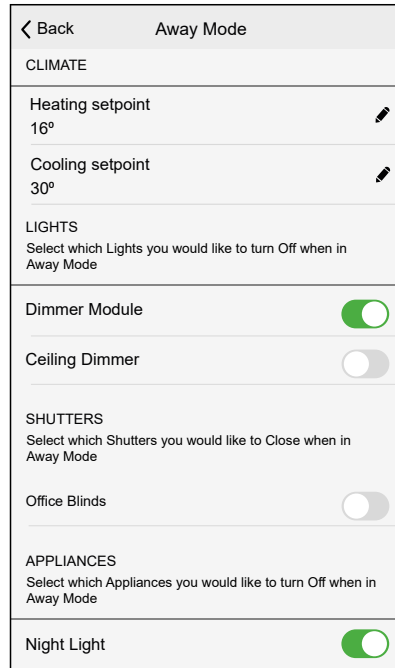 Back Away Mode
CLIMATE
Heating setpoint
16º
Cooling setpoint
30º
LIGHTS
Select which Lights you would like to turn Off when in
Away Mode
Dimmer Module
Ceiling Dimmer
SHUTTERS
Select which Shutters you would like to Close when in
Away Mode
Office Blinds
APPLIANCES
Select which Appliances you would like to turn Off when in
Away Mode
Night Light